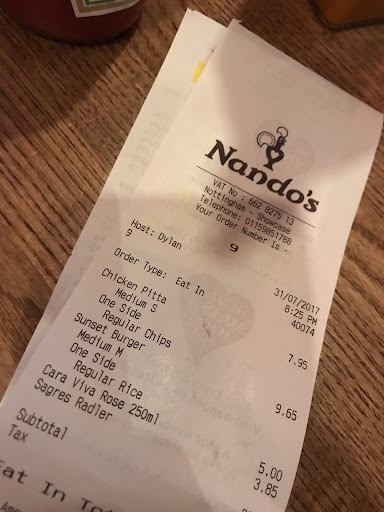 Nando's
VAT No : 662 8275 13
Nottingham - Showcase
Telephone: 01159851788
Your Order Number Is -
9
Host: Dylan
9
31/07/2017
8:25 PM
40074
Order Type: Eat In
Chicken Pitta 7.95
Medium S
One Side
Regular Chips
Sunset Burger 9.65
Medium M
One Side
Regular Rice
Cara Viva Rose 250ml 5.00
Sagres Radler 3.85
Subtotal
Tax
Eat In